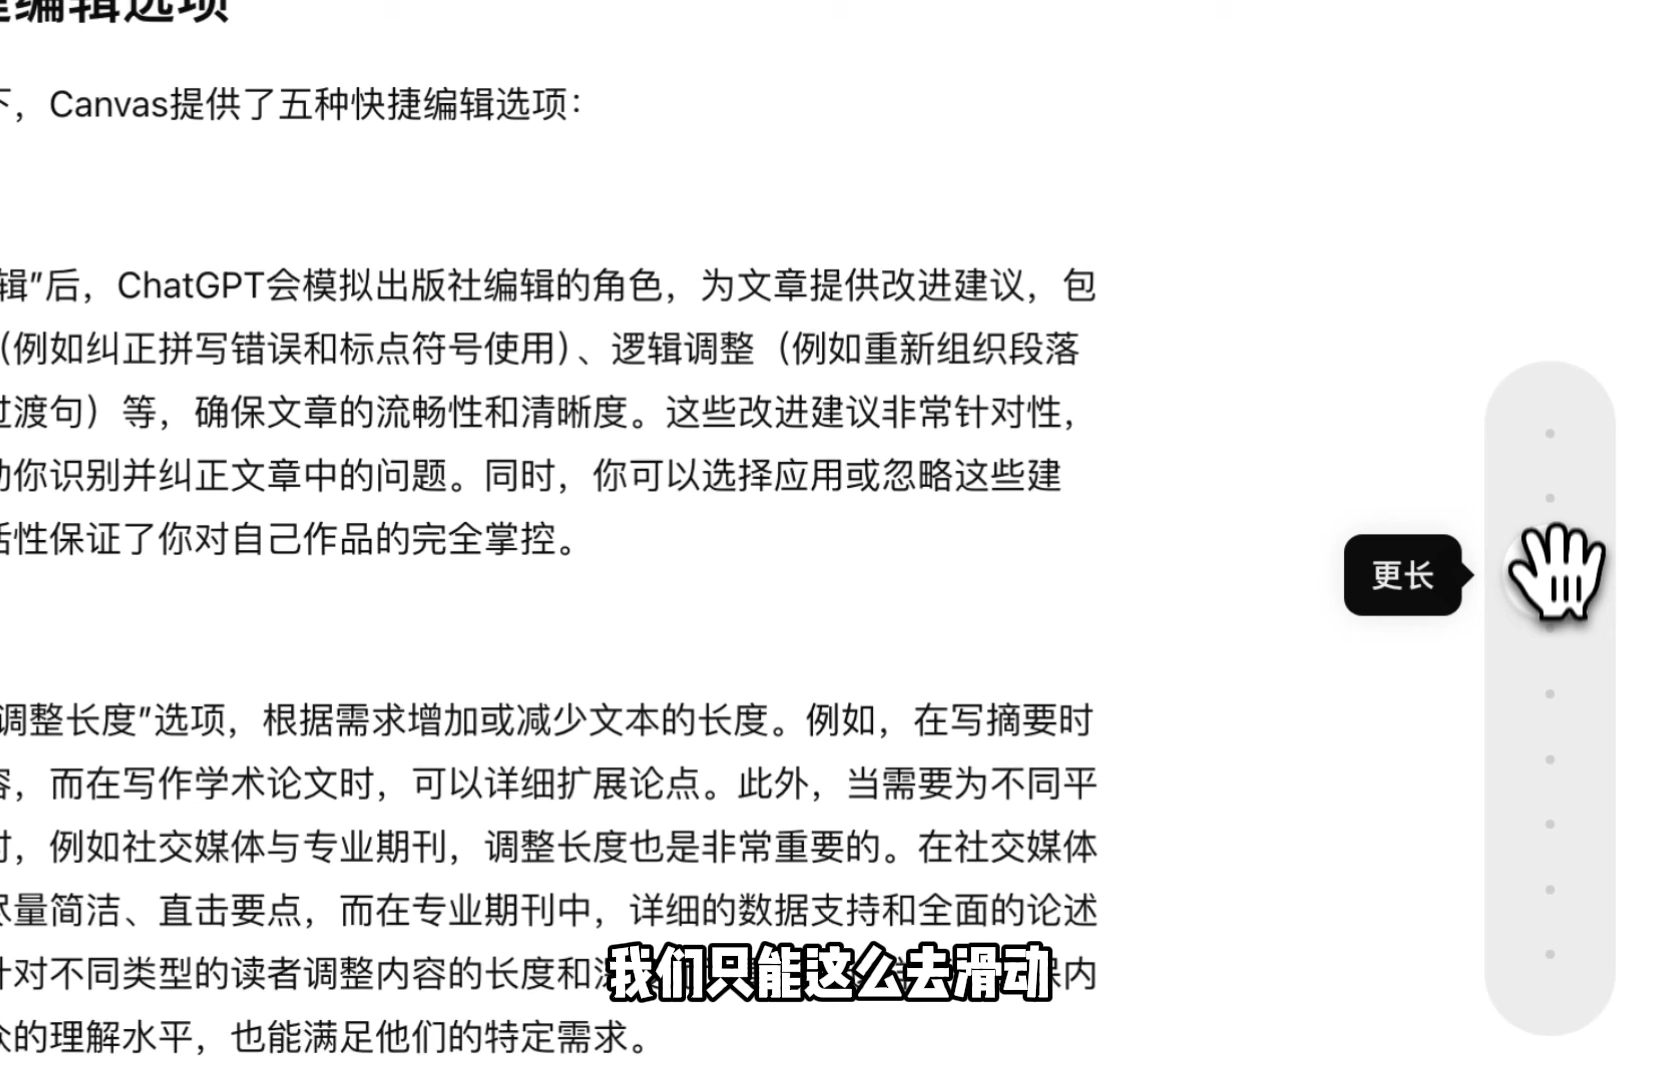 编辑选项
下，Canvas提供了五种快捷编辑选项：
辑”后，ChatGPT会模拟出版社编辑的角色，为文章提供改进建议，包
（例如纠正拼写错误和标点符号使用）、逻辑调整（例如重新组织段落
过渡句）等，确保文章的流畅性和清晰度。这些改进建议非常针对性，
助你识别并纠正文章中的问题。同时，你可以选择应用或忽略这些建
活性保证了你对自己作品的完全掌控。
更长
调整长度”选项，根据需求增加或减少文本的长度。例如，在写摘要时
容，而在写作学术论文时，可以详细扩展论点。此外，当需要为不同平
时，例如社交媒体与专业期刊，调整长度也是非常重要的。在社交媒体
尽量简洁、直击要点，而在专业期刊中，详细的数据支持和全面的论述
针对不同类型的读者调整内容的长度和
内
我们只能这么去滑动
众的理解水平，也能满足他们的特定需求。